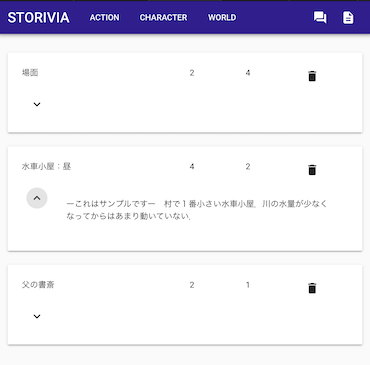 STORIVIA ACTION CHARACTER WORLD
場面 2 4
水車小屋：昼 4 2
ーこれはサンプルですー　村で１番小さい水車小屋。川の水量が少なく
なってからはあまり動いていない。
父の書斎 2 1